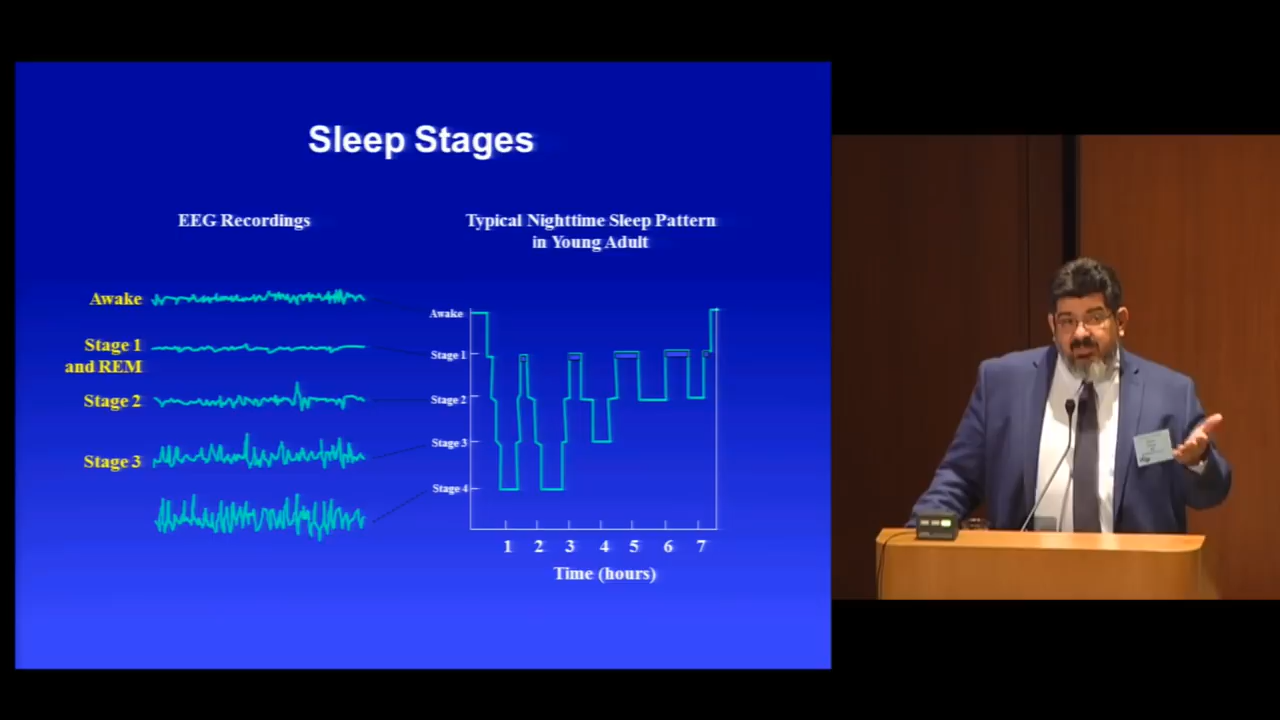 Sleep Stages
EEG Recordings
Typical Nighttime Sleep Pattern
in Young Adult
Awake
Stage 1
and REM
Stage 2
Stage 3
Awake
Stage 1
Stage 2
Stage 3
Stage 4
1 2 3 4 5 6 7
Time (hours)